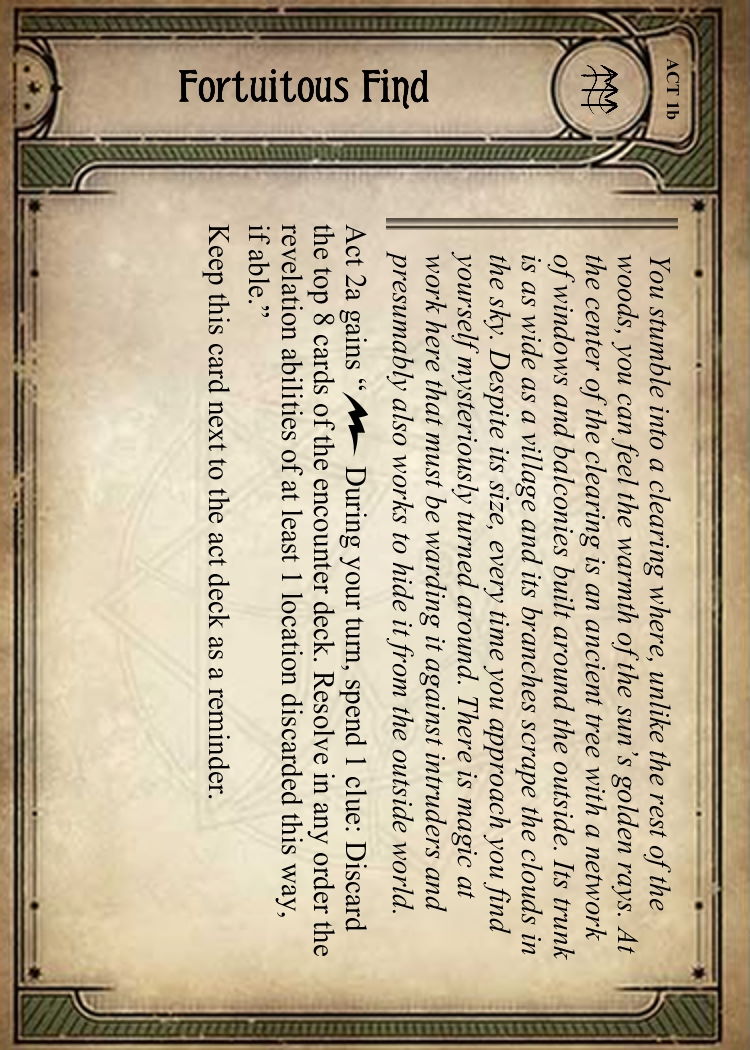 ACT 1b
Fortuitous Find
You stumble into a clearing where, unlike the rest of the
woods, you can feel the warmth of the sun’s golden rays. At
the center of the clearing is an ancient tree with a network
of windows and balconies built around the outside. Its trunk
is as wide as a village and its branches scrape the clouds in
the sky. Despite its size, every time you approach you find
yourself mysteriously turned around. There is magic at
work here that must be warding it against intruders and
presumably also works to hide it from the outside world.
Act 2a gains “ During your turn, spend 1 clue: Discard
the top 8 cards of the encounter deck. Resolve in any order the
revelation abilities of at least 1 location discarded this way,
if able.”
Keep this card next to the act deck as a reminder.